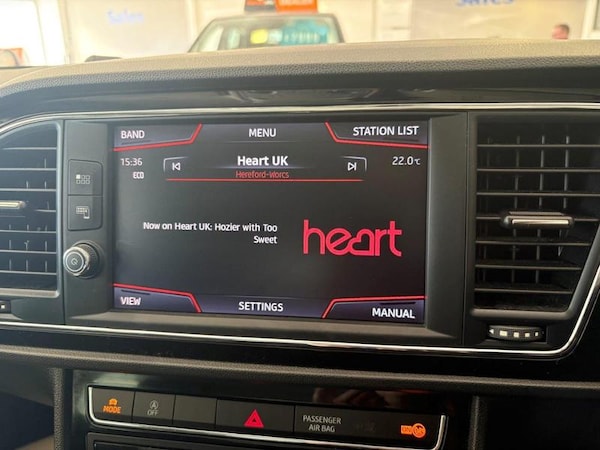 Sales
Sales
BAND
MENU
STATION LIST
15:36
Heart UK
22.0°C
ECO
Hereford-Worcs
Now on Heart UK: Hozier with Too
Sweet
heart
VIEW
SETTINGS
MANUAL
MODE
A
PASSENGER
AIR BAG